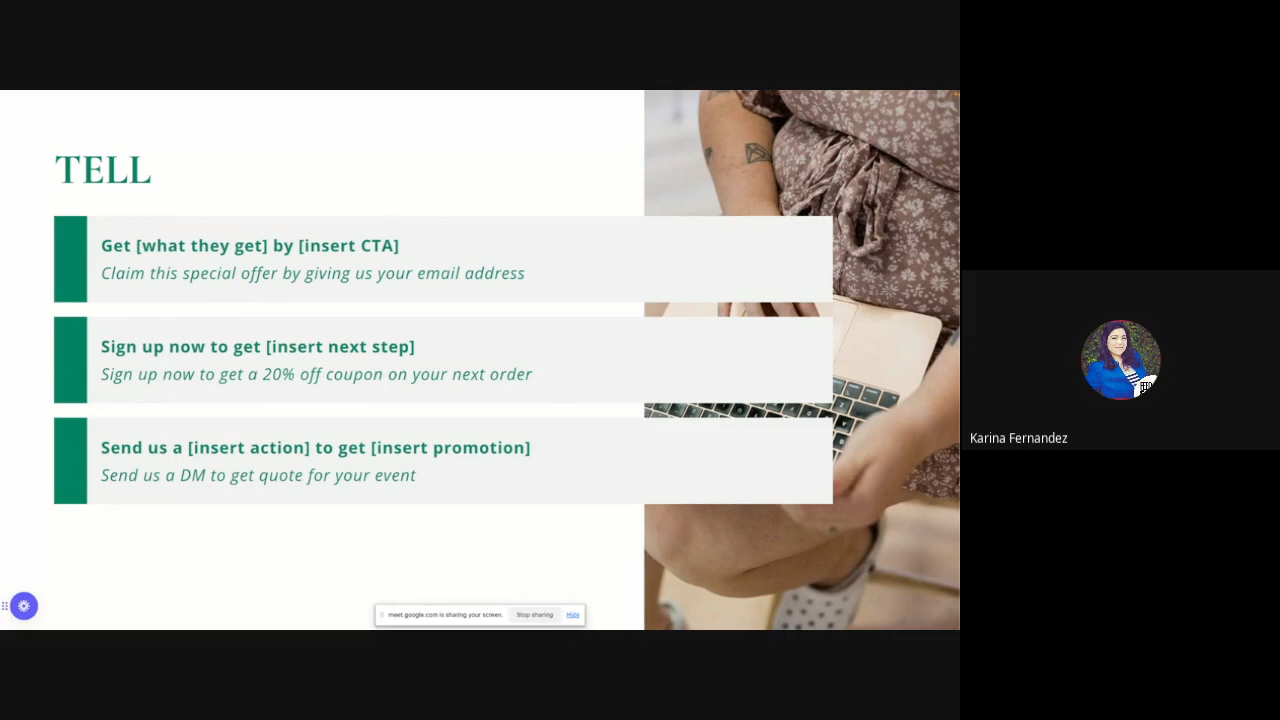 TELL
Get [what they get] by [insert CTA]
Claim this special offer by giving us your email address
Sign up now to get [insert next step]
Sign up now to get a 20% off coupon on your next order
Send us a [insert action] to get [insert promotion]
Send us a DM to get quote for your event
meet.google.com is sharing your screen.
Stop sharing
Hide
Karina Fernandez